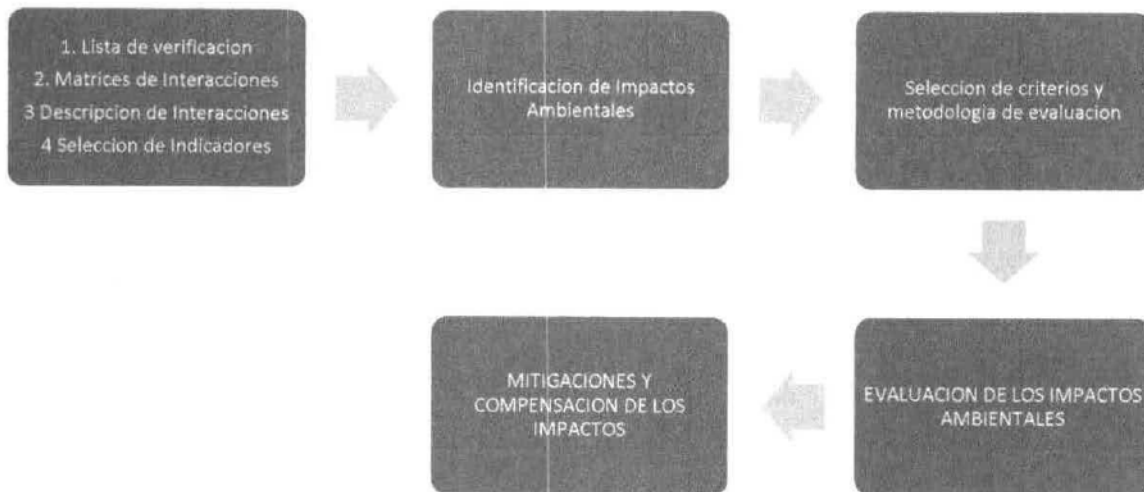 1. Lista de verificacion
2. Matrices de Interacciones
3 Descripcion de Interacciones
4 Seleccion de Indicadores
Identificacion de Impactos
Ambientales
Seleccion de criterios y
metodologia de evaluacion
EVALUACION DE LOS IMPACTOS
AMBIENTALES
MITIGACIONES Y
COMPENSACION DE LOS
IMPACTOS